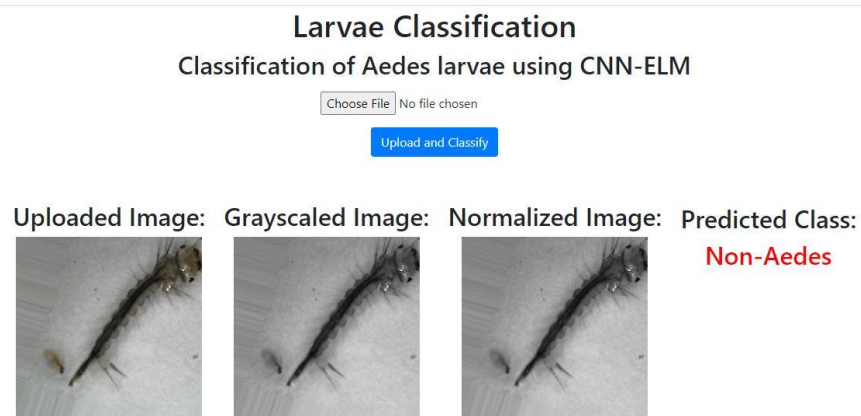 Larvae Classification
Classification of Aedes larvae using CNN-ELM
Choose File No file chosen
Upload and Classify
Uploaded Image: Grayscaled Image: Normalized Image: Predicted Class:
Non-Aedes